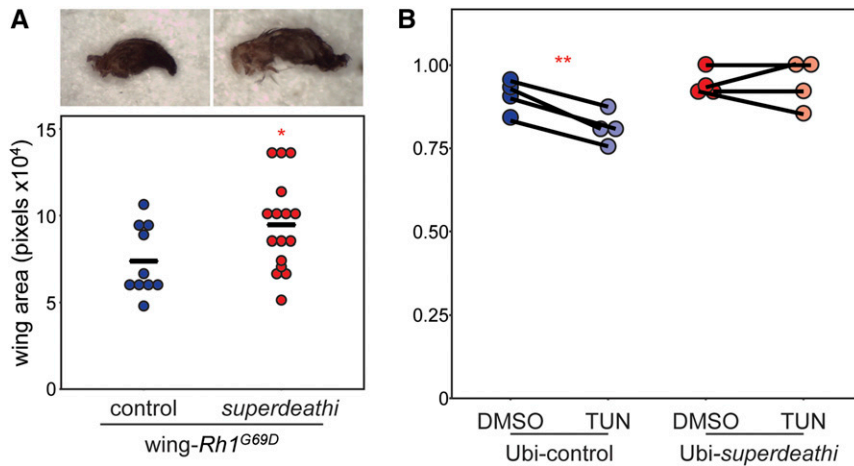 A
B
wing area (pixels x10⁴)
15
10
5
0
*
control
superdeathi
wing-Rh1ᴳ⁶⁹ᴰ
1.00
0.75
0.50
0.25
0
**
DMSO TUN DMSO TUN
Ubi-control Ubi-superdeathi